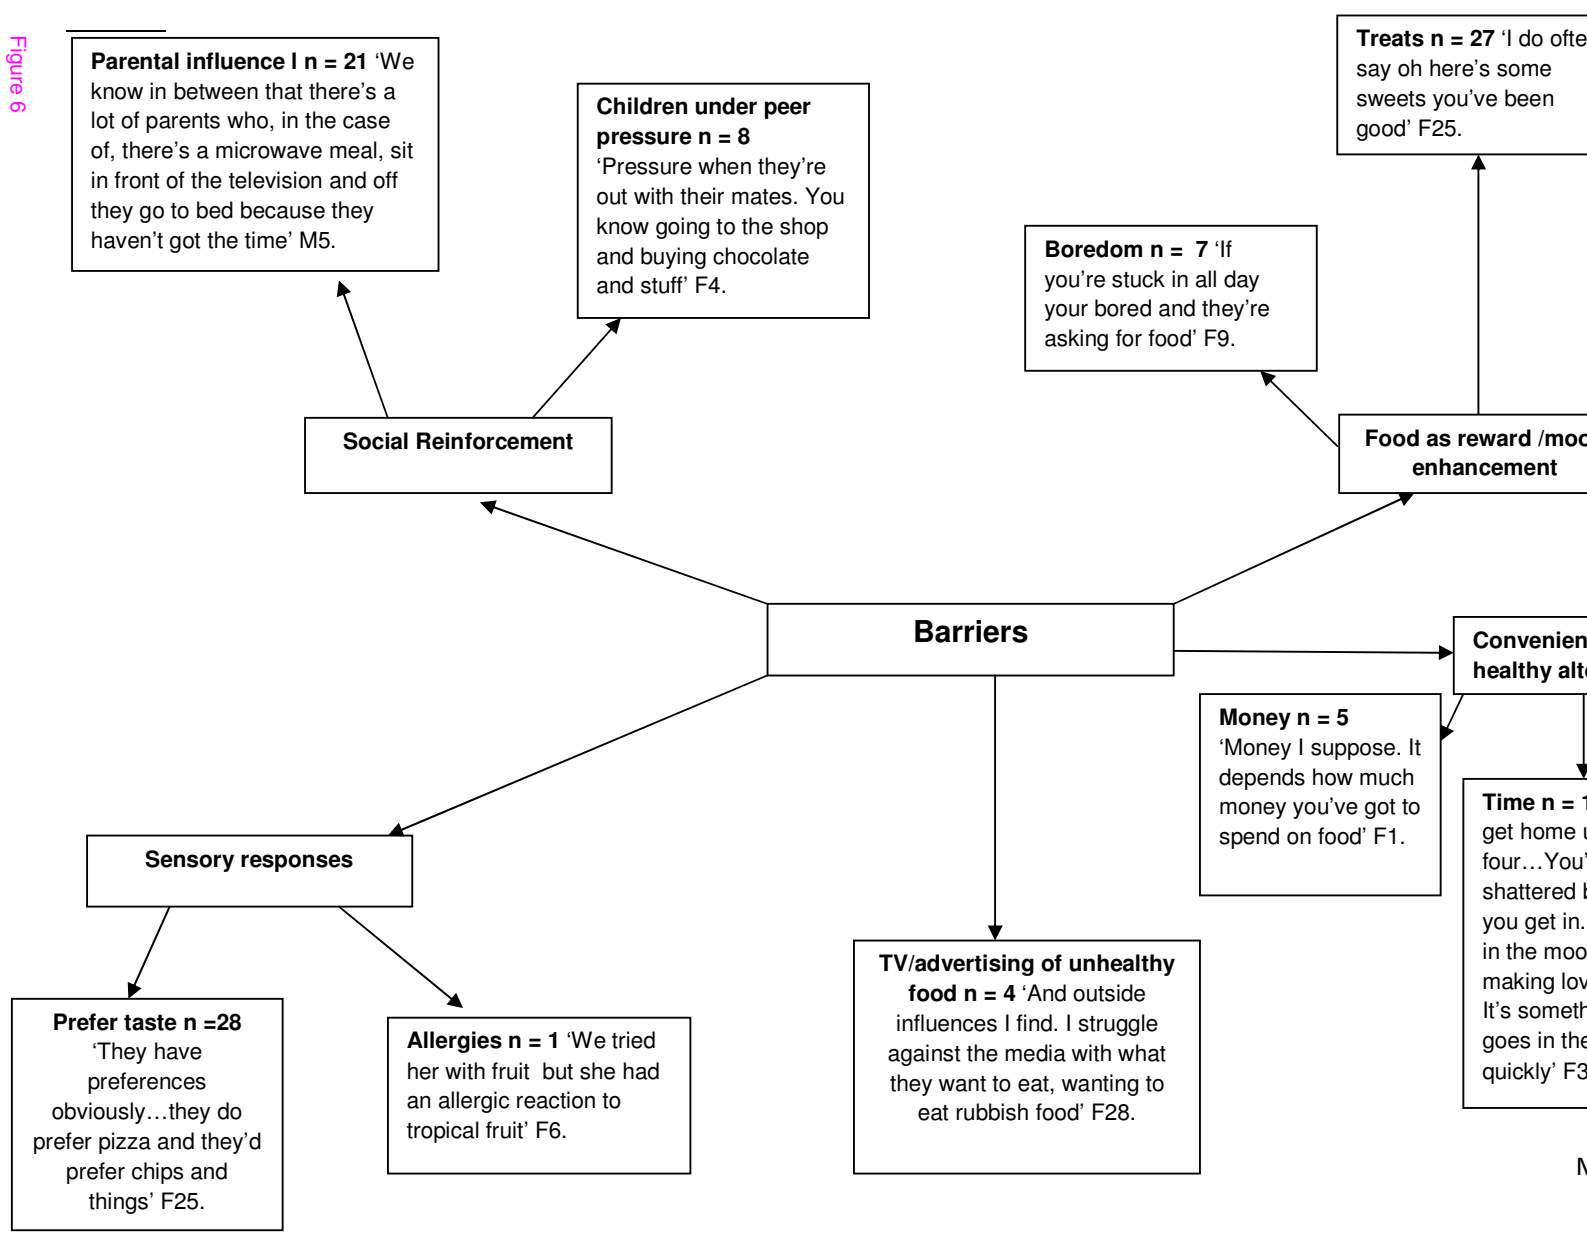 Figure 6
Parental influence I n = 21 ‘We
know in between that there’s a
lot of parents who, in the case
of, there’s a microwave meal, sit
in front of the television and off
they go to bed because they
haven’t got the time’ M5.
Children under peer
pressure n = 8
‘Pressure when they’re
out with their mates. You
know going to the shop
and buying chocolate
and stuff’ F4.
Treats n = 27 ‘I do ofte
say oh here’s some
sweets you’ve been
good’ F25.
Boredom n =  7 ‘If
you’re stuck in all day
your bored and they’re
asking for food’ F9.
Social Reinforcement
Food as reward /moo
enhancement
Barriers
Convenien
healthy alt
Money n = 5
‘Money I suppose. It
depends how much
money you’ve got to
spend on food’ F1.
Time n = 1
get home u
four…You’
shattered b
you get in.
in the moo
making lov
It’s someth
goes in the
quickly’ F3
Sensory responses
Prefer taste n =28
‘They have
preferences
obviously…they do
prefer pizza and they’d
prefer chips and
things’ F25.
Allergies n = 1 ‘We tried
her with fruit  but she had
an allergic reaction to
tropical fruit’ F6.
TV/advertising of unhealthy
food n = 4 ‘And outside
influences I find. I struggle
against the media with what
they want to eat, wanting to
eat rubbish food’ F28.